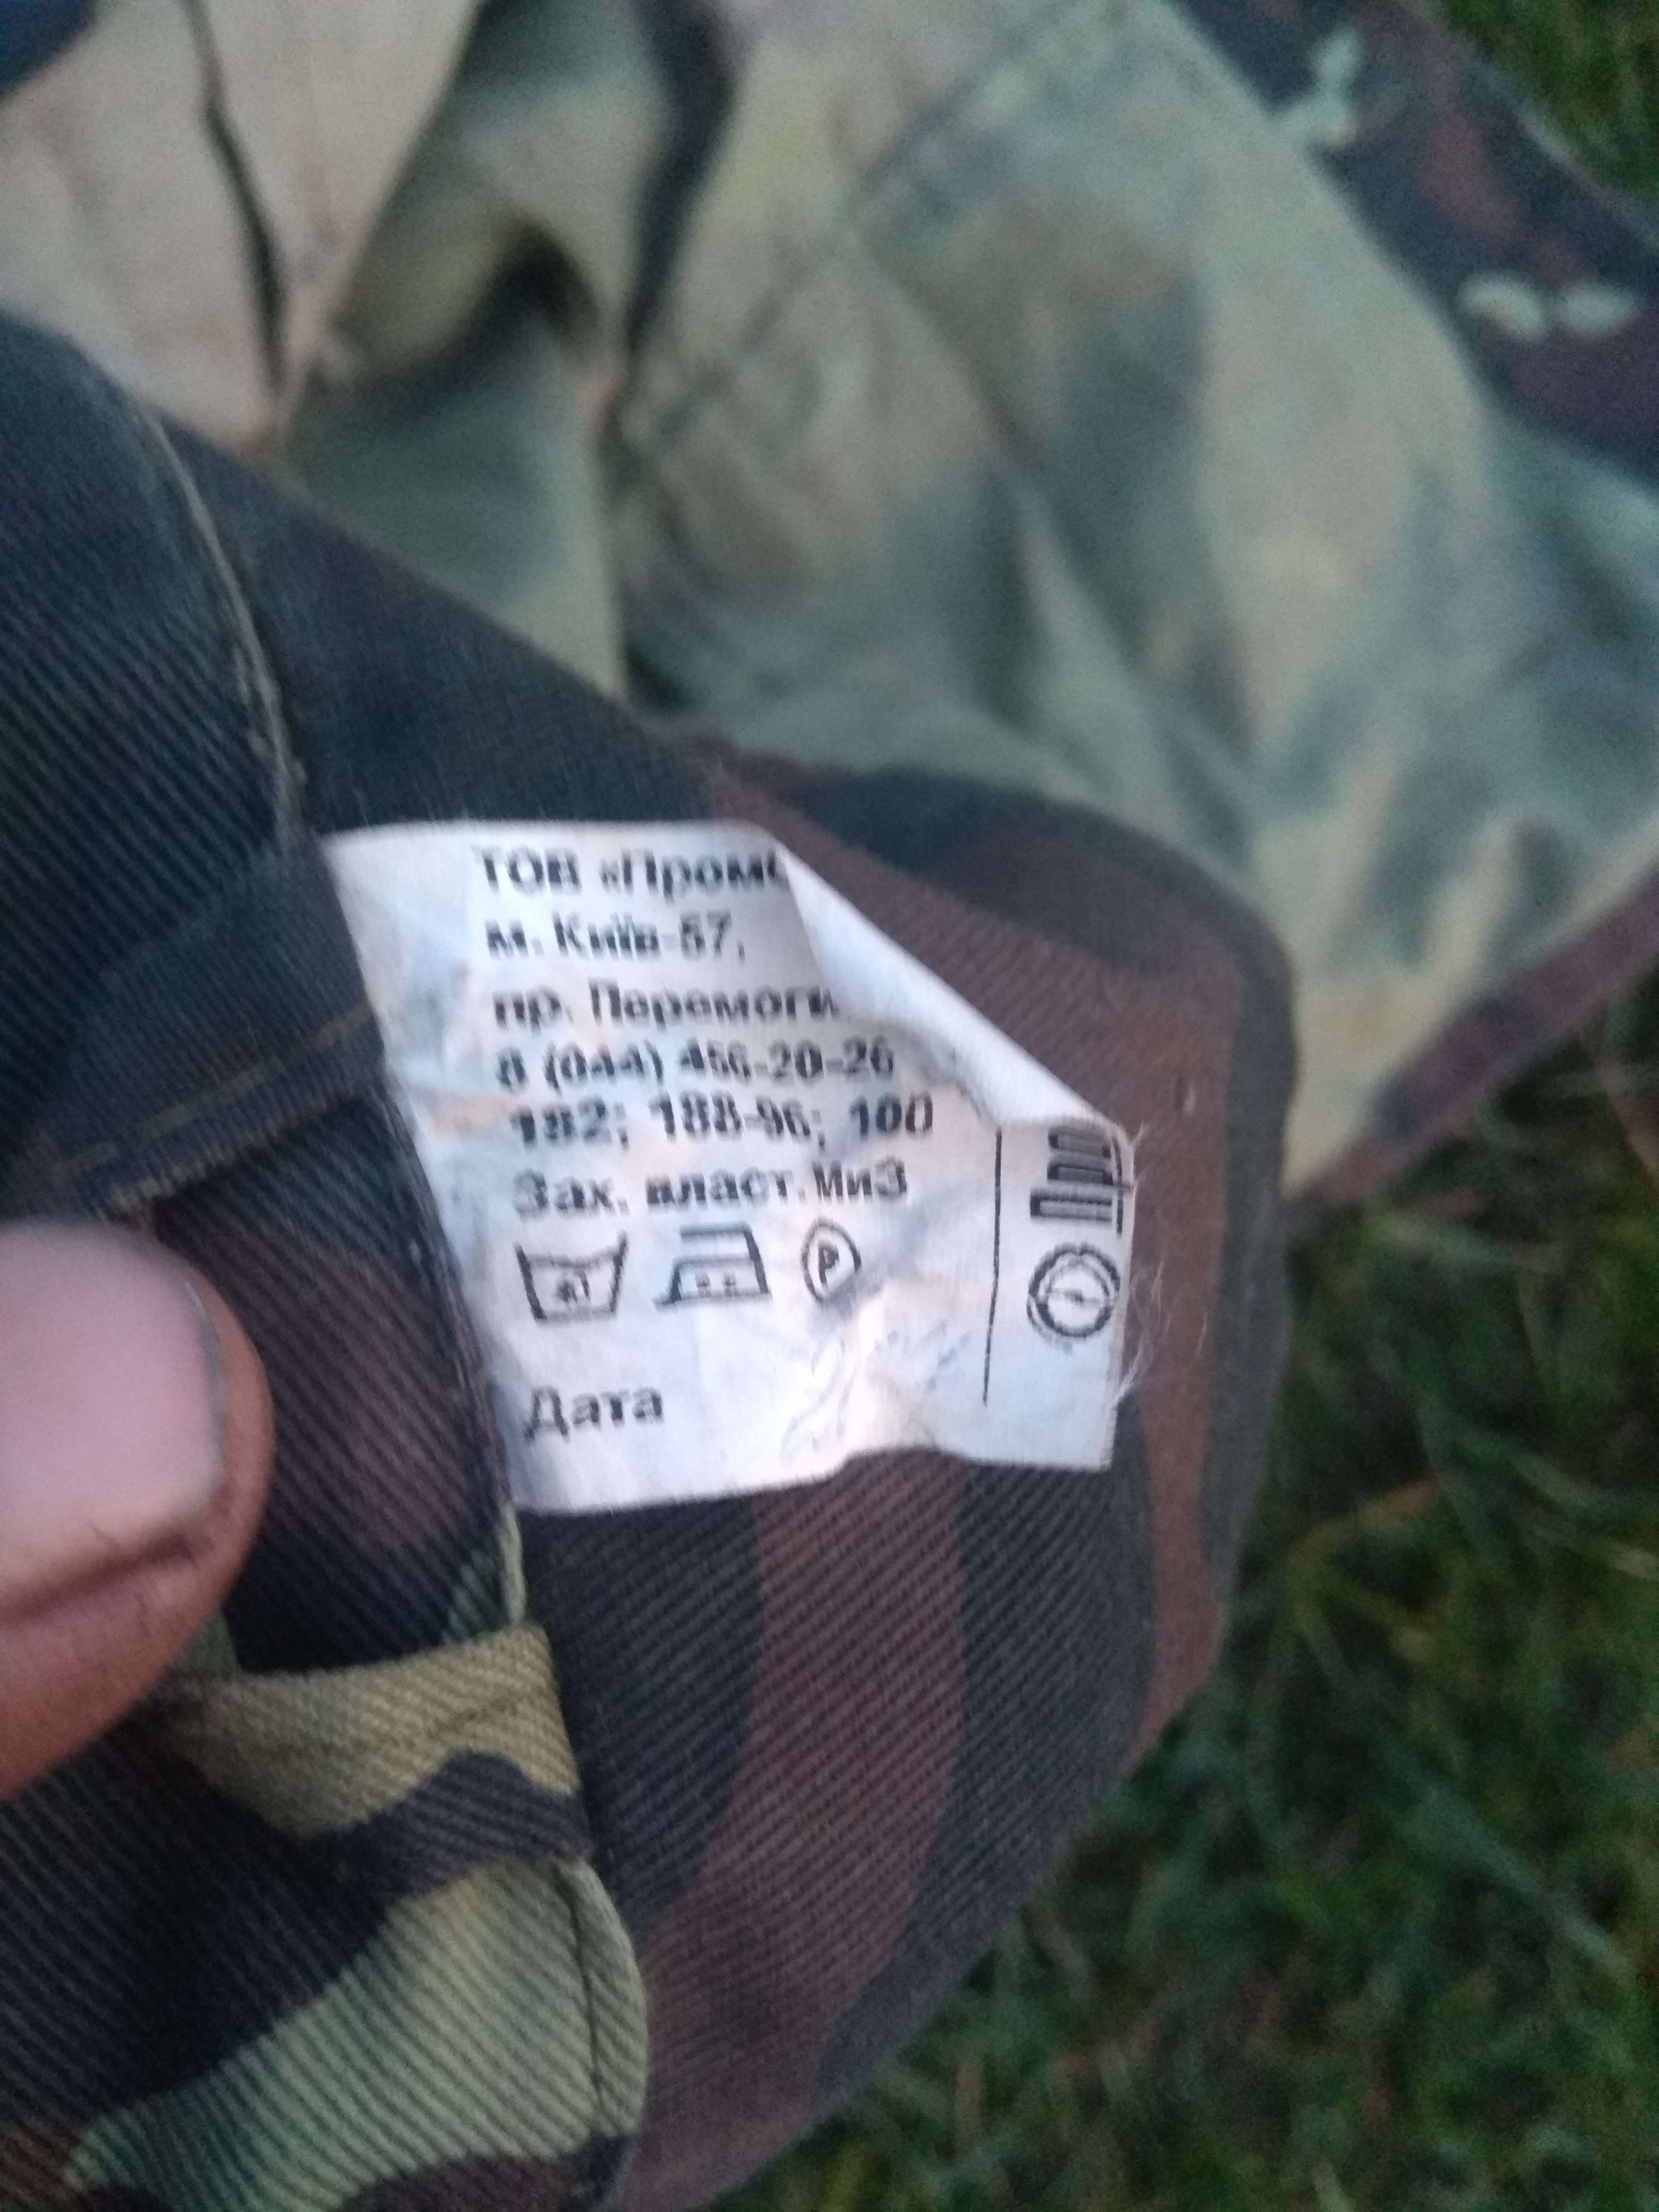 ТОВ «Пром
м. Київ-57,
пр. Перемоги
8 (044) 456-20-26
182; 188-96; 100
Зах. власт. МиЗ
Дата
Про